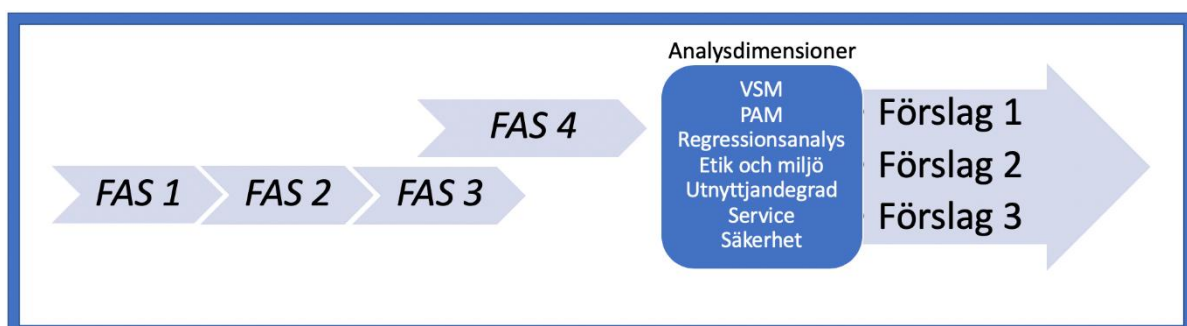 Analysdimensioner
FAS 1
FAS 2
FAS 3
FAS 4
VSM
PAM
Regressionsanalys
Etik och miljö
Utnyttjandegrad
Service
Säkerhet
Förslag 1
Förslag 2
Förslag 3